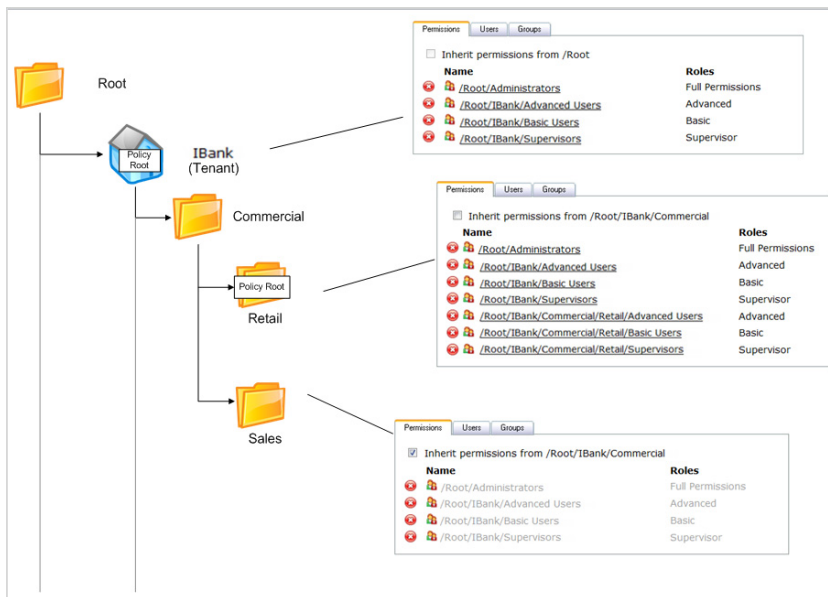 Root
Policy
Root
IBank
(Tenant)
Commercial
Policy Root
Retail
Sales
Permissions Users Groups
Inherit permissions from /Root
Name Roles
/Root/Administrators Full Permissions
/Root/IBank/Advanced Users Advanced
/Root/IBank/Basic Users Basic
/Root/IBank/Supervisors Supervisor
Permissions Users Groups
Inherit permissions from /Root/IBank/Commercial
Name Roles
/Root/Administrators Full Permissions
/Root/IBank/Advanced Users Advanced
/Root/IBank/Basic Users Basic
/Root/IBank/Supervisors Supervisor
/Root/IBank/Commercial/Retail/Advanced Users Advanced
/Root/IBank/Commercial/Retail/Basic Users Basic
/Root/IBank/Commercial/Retail/Supervisors Supervisor
Permissions Users Groups
Inherit permissions from /Root/IBank/Commercial
Name Roles
/Root/Administrators Full Permissions
/Root/IBank/Advanced Users Advanced
/Root/IBank/Basic Users Basic
/Root/IBank/Supervisors Supervisor